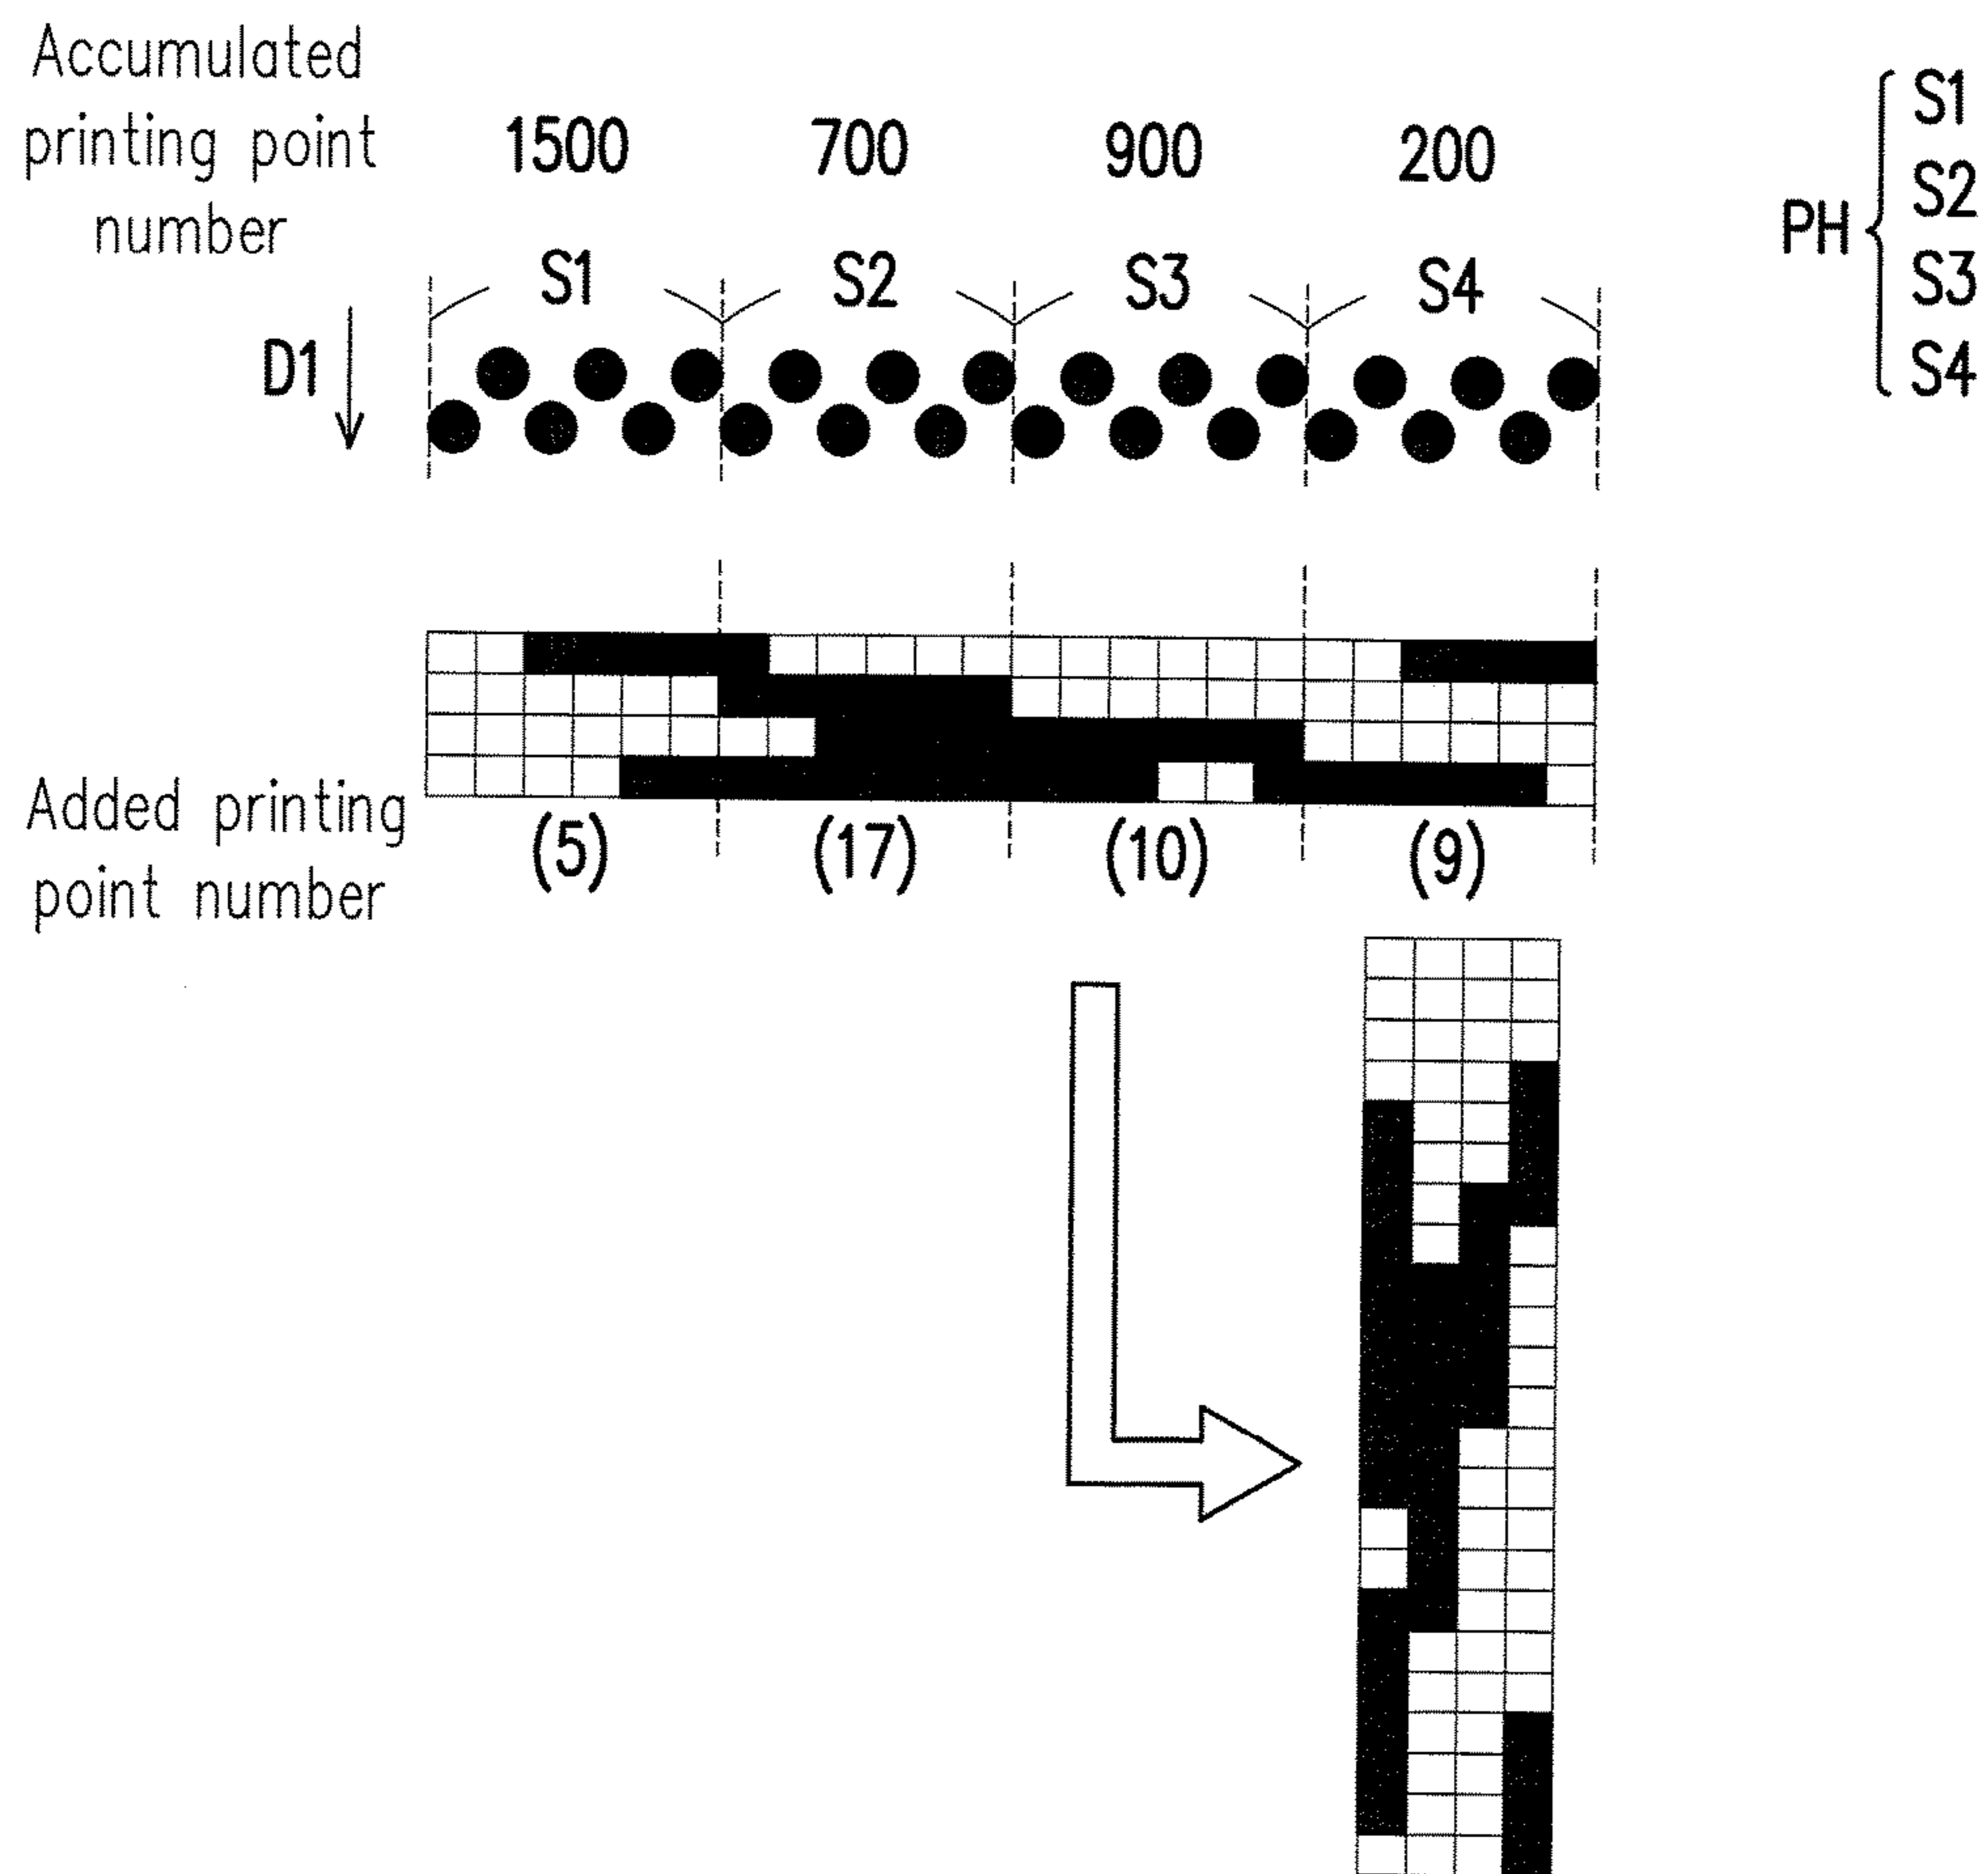 Accumulated
printing point
number
1500 700 900 200
S1 S2 S3 S4
D1
PH
S1
S2
S3
S4
Added printing
point number
(5) (17) (10) (9)